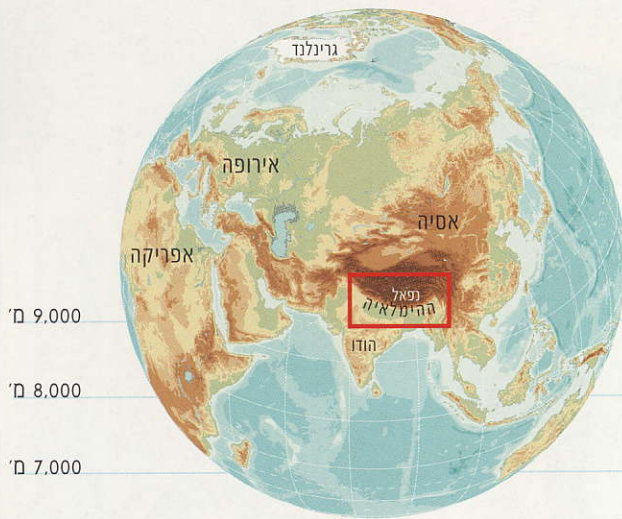 גרינלנד
אירופה
אסיה
אפריקה
נפאל
ההימלאיה
הודו
9,000 מ'
8,000 מ'
7,000 מ'